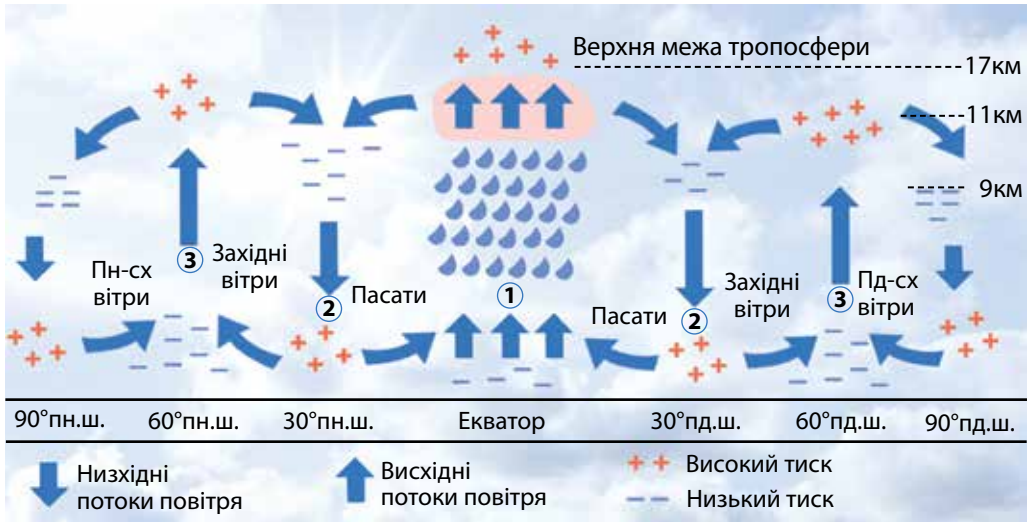 Верхня межа тропосфери
17км
11км
9км
③ Західні
вітри
Пн-сх
вітри
② Пасати
①
Пасати ②
Західні
вітри
③ Пд-сх
вітри
90°пн.ш. 60°пн.ш. 30°пн.ш. Екватор 30°пд.ш. 60°пд.ш. 90°пд.ш.
Низхідні
потоки повітря
Висхідні
потоки повітря
Високий тиск
Низький тиск